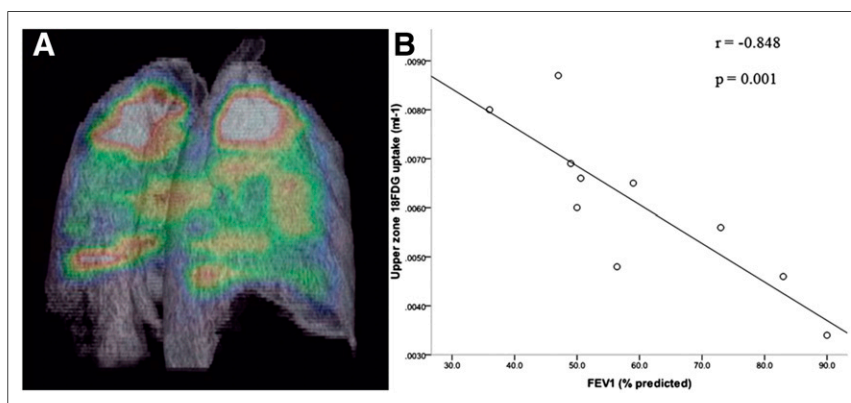 A
B
r = -0.848
p = 0.001
Upper zone 18FDG uptake (ml-1)
.0090
.0080
.0070
.0060
.0050
.0040
.0030
30.0 40.0 50.0 60.0 70.0 80.0 90.0
FEV1 (% predicted)